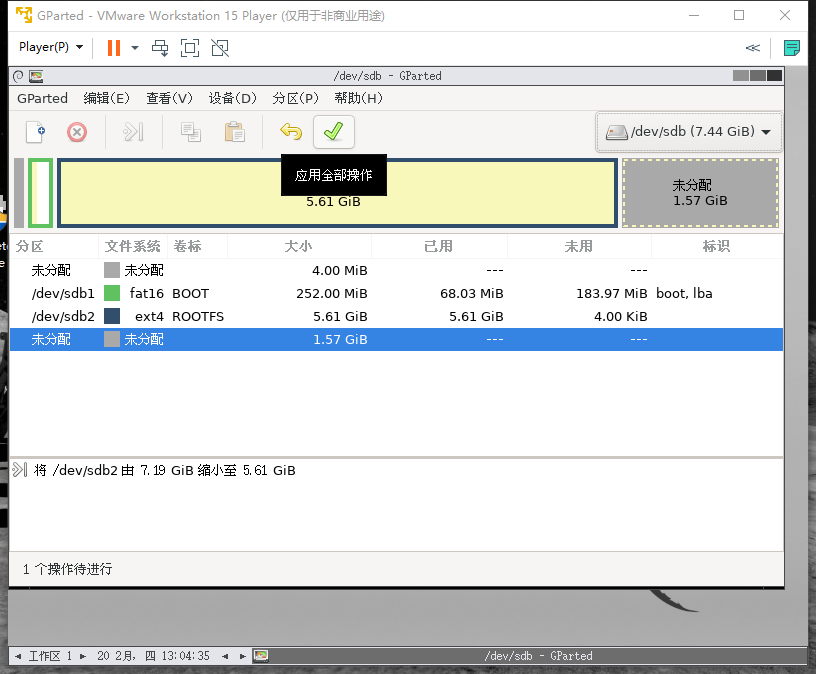 GParted - VMware Workstation 15 Player (仅用于非商业用途)
Player(P)
/dev/sdb - GParted
GParted 编辑(E) 查看(V) 设备(D) 分区(P) 帮助(H)
/dev/sdb (7.44 GiB)
应用全部操作
5.61 GiB
未分配
1.57 GiB
分区 文件系统 卷标 大小 已用 未用 标识
未分配 未分配 4.00 MiB --- ---
/dev/sdb1 fat16 BOOT 252.00 MiB 68.03 MiB 183.97 MiB boot, lba
/dev/sdb2 ext4 ROOTFS 5.61 GiB 5.61 GiB 4.00 KiB
未分配 未分配 1.57 GiB --- ---
将 /dev/sdb2 由 7.19 GiB 缩小至 5.61 GiB
1 个操作待进行
工作区 1 20 2月, 四 13:04:35 /dev/sdb - GParted